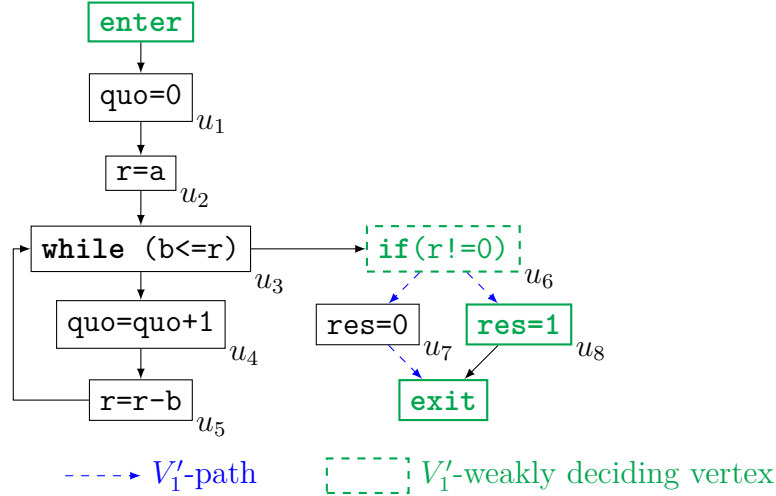 enter
quo=0
u₁
r=a
u₂
while (b<=r)
u₃
if(r!=0)
u₆
quo=quo+1
u₄
res=0
u₇
res=1
u₈
r=r-b
u₅
exit
V₁′-path
V₁′-weakly deciding vertex